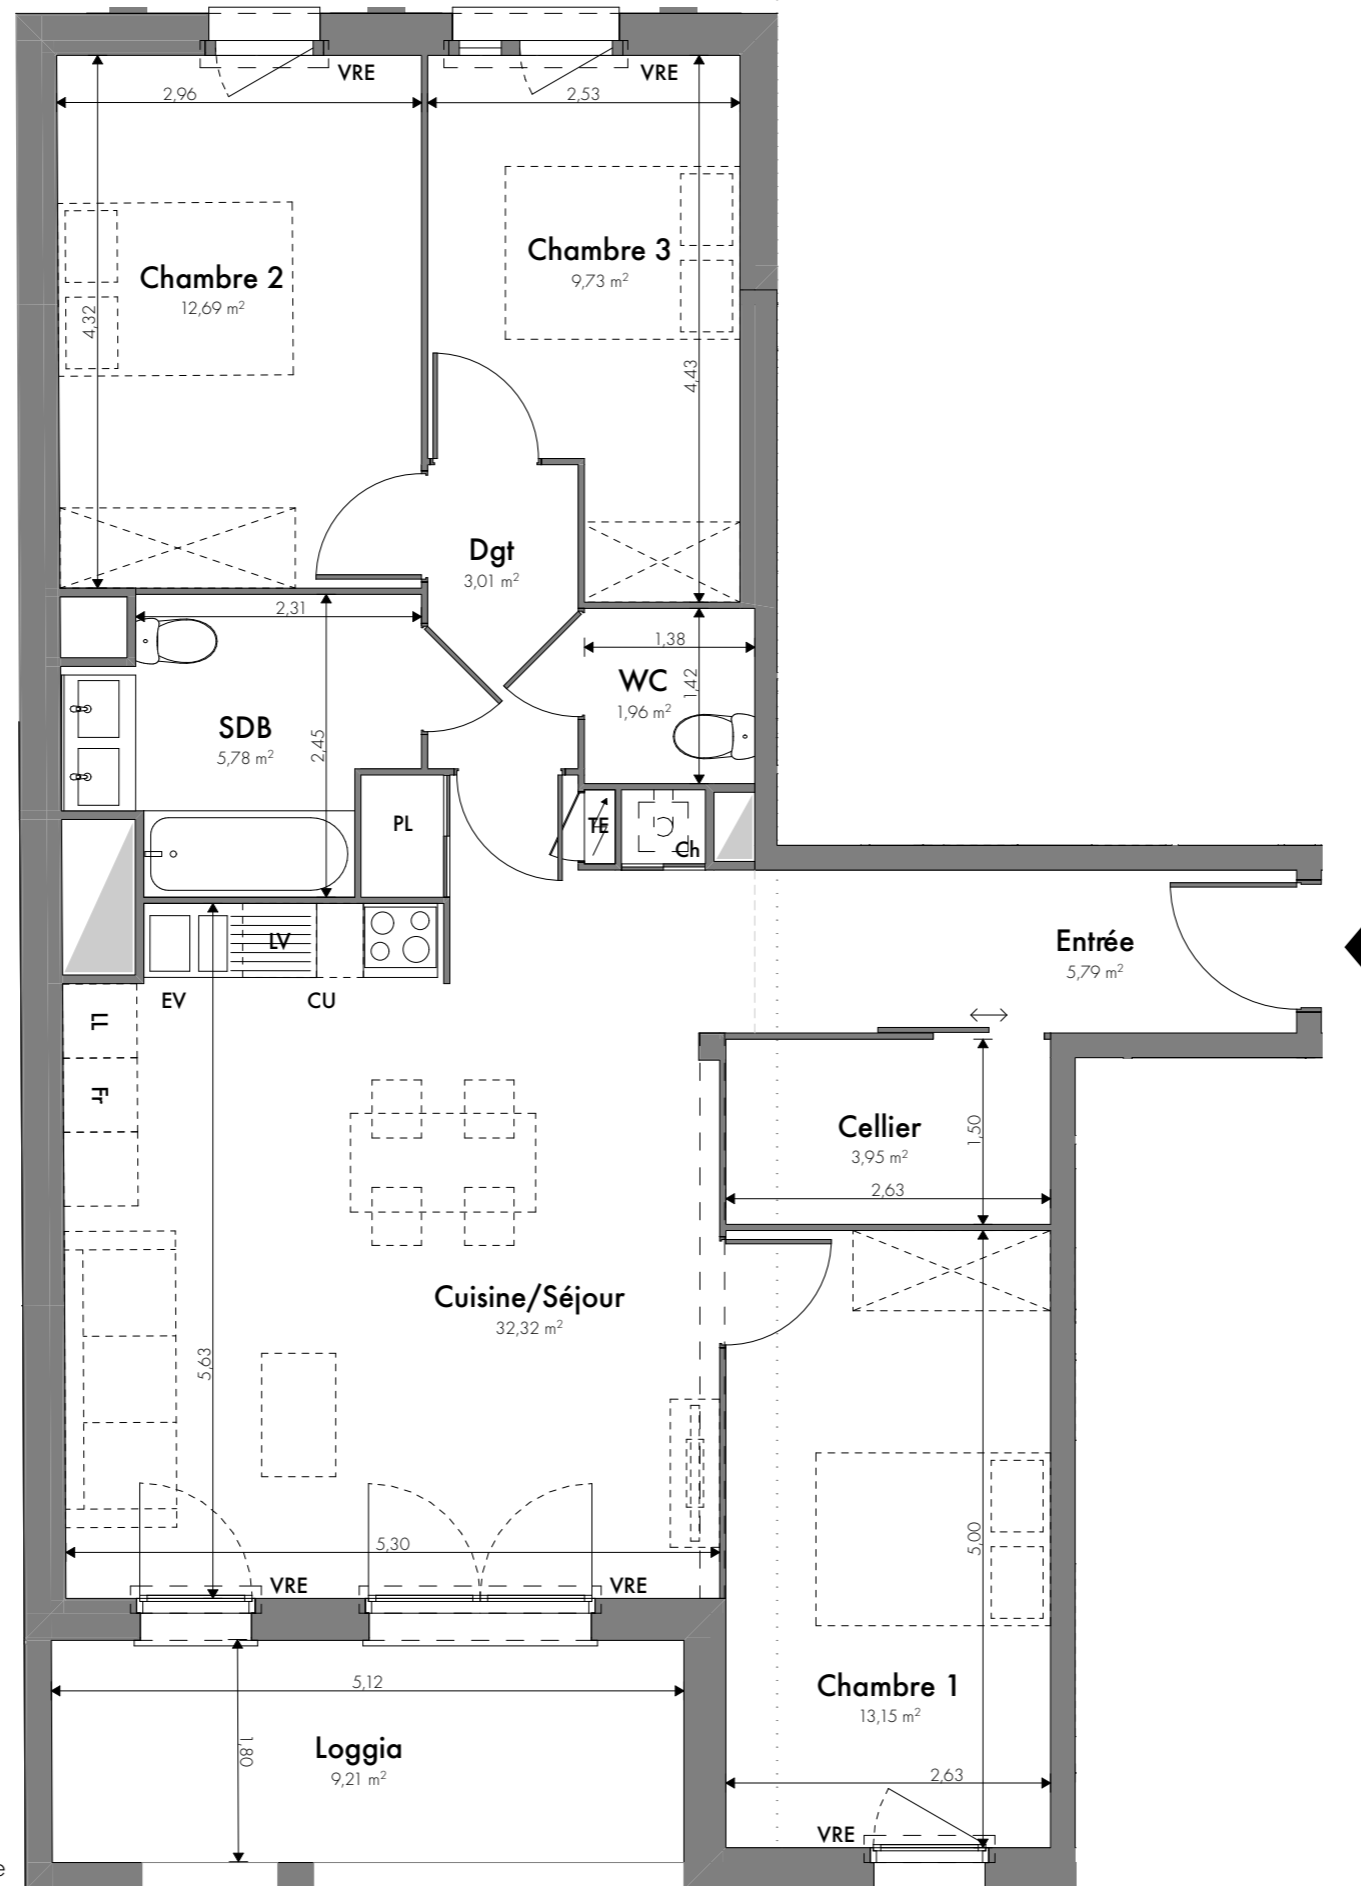 VRE
VRE
2,96
2,53
Chambre 2
12,69 m²
4,32
Chambre 3
9,73 m²
4,43
Dgt
3,01 m²
2,31
1,38
WC
1,96 m²
1,42
SDB
5,78 m²
2,45
PL
TE
Ch
Entrée
5,79 m²
LV
EV
CU
LL
Fr
Cellier
3,95 m²
1,50
2,63
Cuisine/Séjour
32,32 m²
5,63
5,30
VRE
VRE
5,00
5,12
Loggia
9,21 m²
1,80
Chambre 1
13,15 m²
2,63
VRE
e